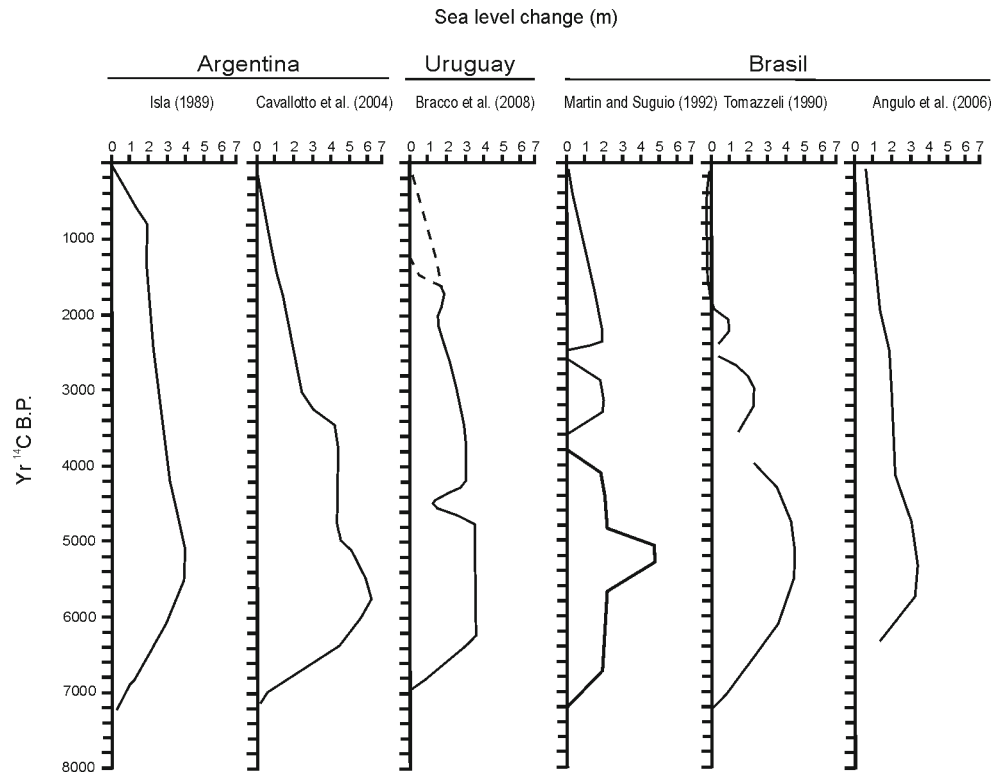 Sea level change (m)
Argentina Uruguay Brasil
Isla (1989) Cavallotto et al. (2004) Bracco et al. (2008) Martin and Suguio (1992) Tomazzeli (1990) Angulo et al. (2006)
0 1 2 3 4 5 6 7 0 1 2 3 4 5 6 7 0 1 2 3 4 5 6 7 0 1 2 3 4 5 6 7 0 1 2 3 4 5 6 7 0 1 2 3 4 5 6 7
1000
2000
3000
4000
5000
6000
7000
8000
Yr 14C B.P.